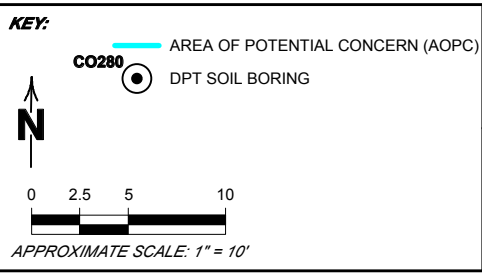 KEY:
AREA OF POTENTIAL CONCERN (AOPC)
CO280
DPT SOIL BORING
N
0 2.5 5 10
APPROXIMATE SCALE: 1" = 10'